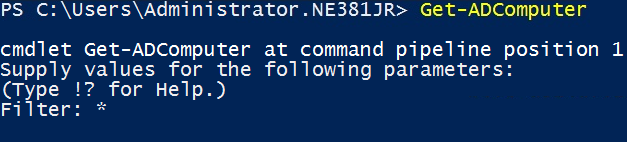 PS C:\Users\Administrator.NE381JR> Get-ADComputer
cmdlet Get-ADComputer at command pipeline position 1
Supply values for the following parameters:
(Type !? for Help.)
Filter: *